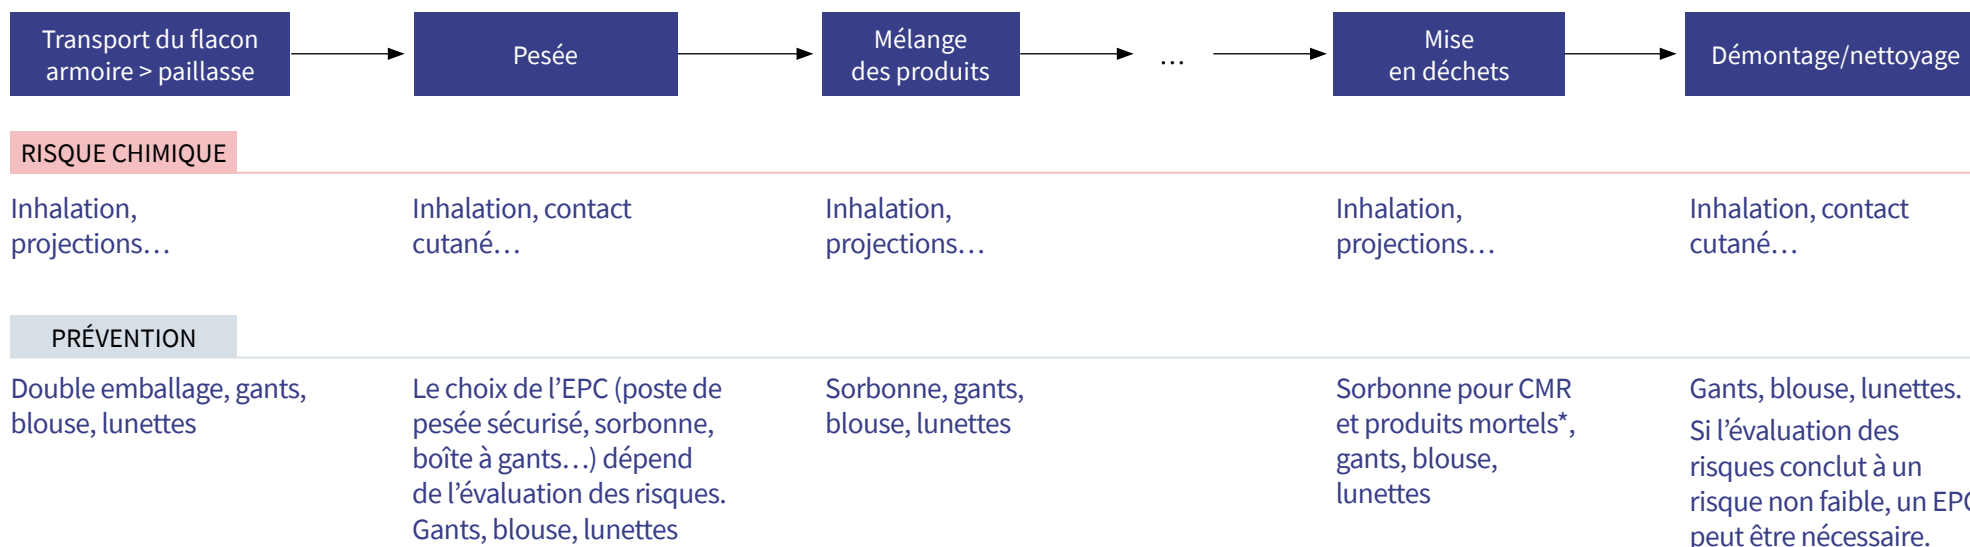 Transport du flacon
armoire > paillasse
Pesée
Mélange
des produits
…
Mise
en déchets
Démontage/nettoyage
RISQUE CHIMIQUE
Inhalation,
projections…
Inhalation, contact
cutané…
Inhalation,
projections…
Inhalation,
projections…
Inhalation, contact
cutané…
PRÉVENTION
Double emballage, gants,
blouse, lunettes
Le choix de l’EPC (poste de
pesée sécurisé, sorbonne,
boîte à gants…) dépend
de l’évaluation des risques.
Gants, blouse, lunettes
Sorbonne, gants,
blouse, lunettes
Sorbonne pour CMR
et produits mortels*,
gants, blouse,
lunettes
Gants, blouse, lunettes.
Si l’évaluation des
risques conclut à un
risque non faible, un EPC
peut être nécessaire.